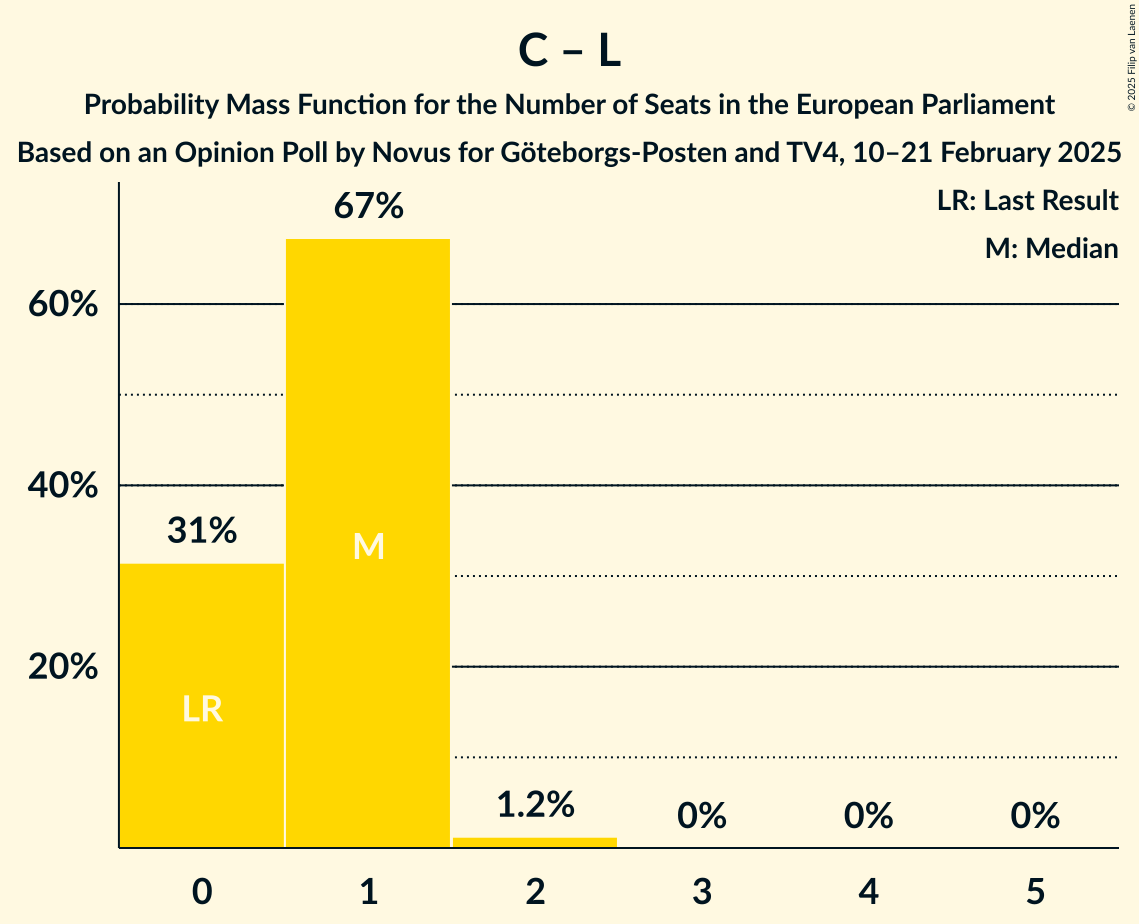 C – L
Probability Mass Function for the Number of Seats in the European Parliament
Based on an Opinion Poll by Novus for Göteborgs-Posten and TV4, 10–21 February 2025
© 2025 Filip van Laenen
LR: Last Result
M: Median
67%
60%
40%
31%
M
20%
LR
1.2%
0%
0%
0%
0
1
2
3
4
5